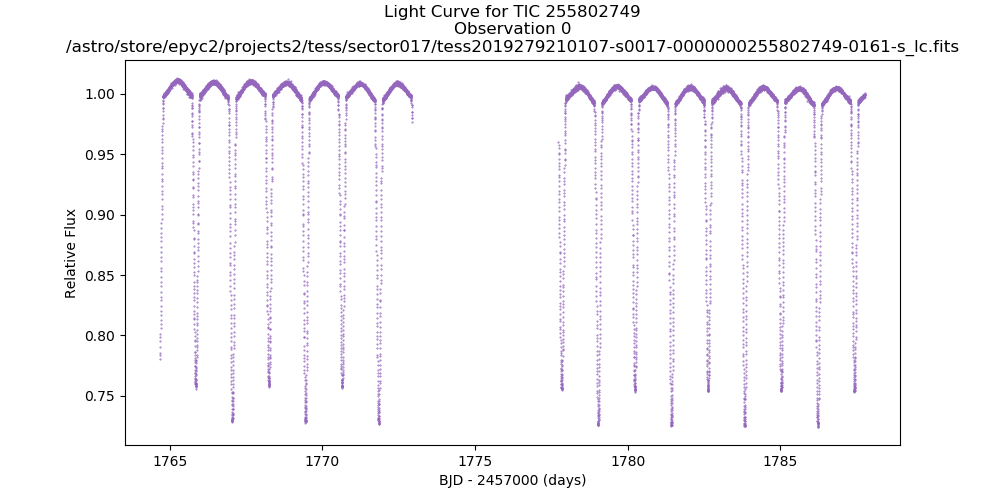 Light Curve for TIC 255802749
Observation 0
/astro/store/epyc2/projects2/tess/sector017/tess2019279210107-s0017-0000000255802749-0161-s_lc.fits
1.00
0.95
0.90
0.85
0.80
0.75
Relative Flux
1765
1770
1775
1780
1785
BJD - 2457000 (days)